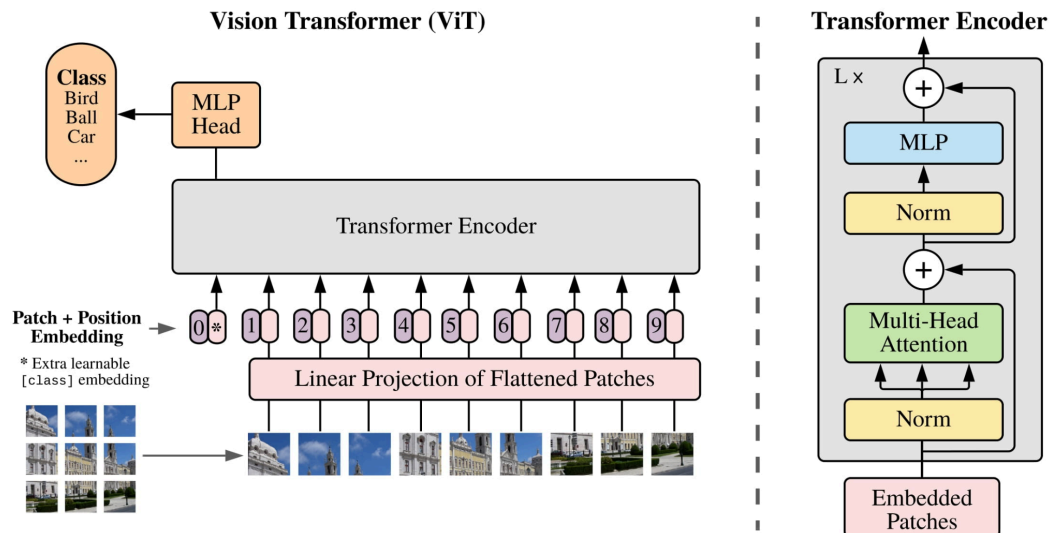 Vision Transformer (ViT)
Class
Bird
Ball
Car
...
MLP
Head
Transformer Encoder
Patch + Position
Embedding
0 * 1 2 3 4 5 6 7 8 9
* Extra learnable
[class] embedding
Linear Projection of Flattened Patches
Transformer Encoder
L ×
+
MLP
Norm
+
Multi-Head
Attention
Norm
Embedded
Patches